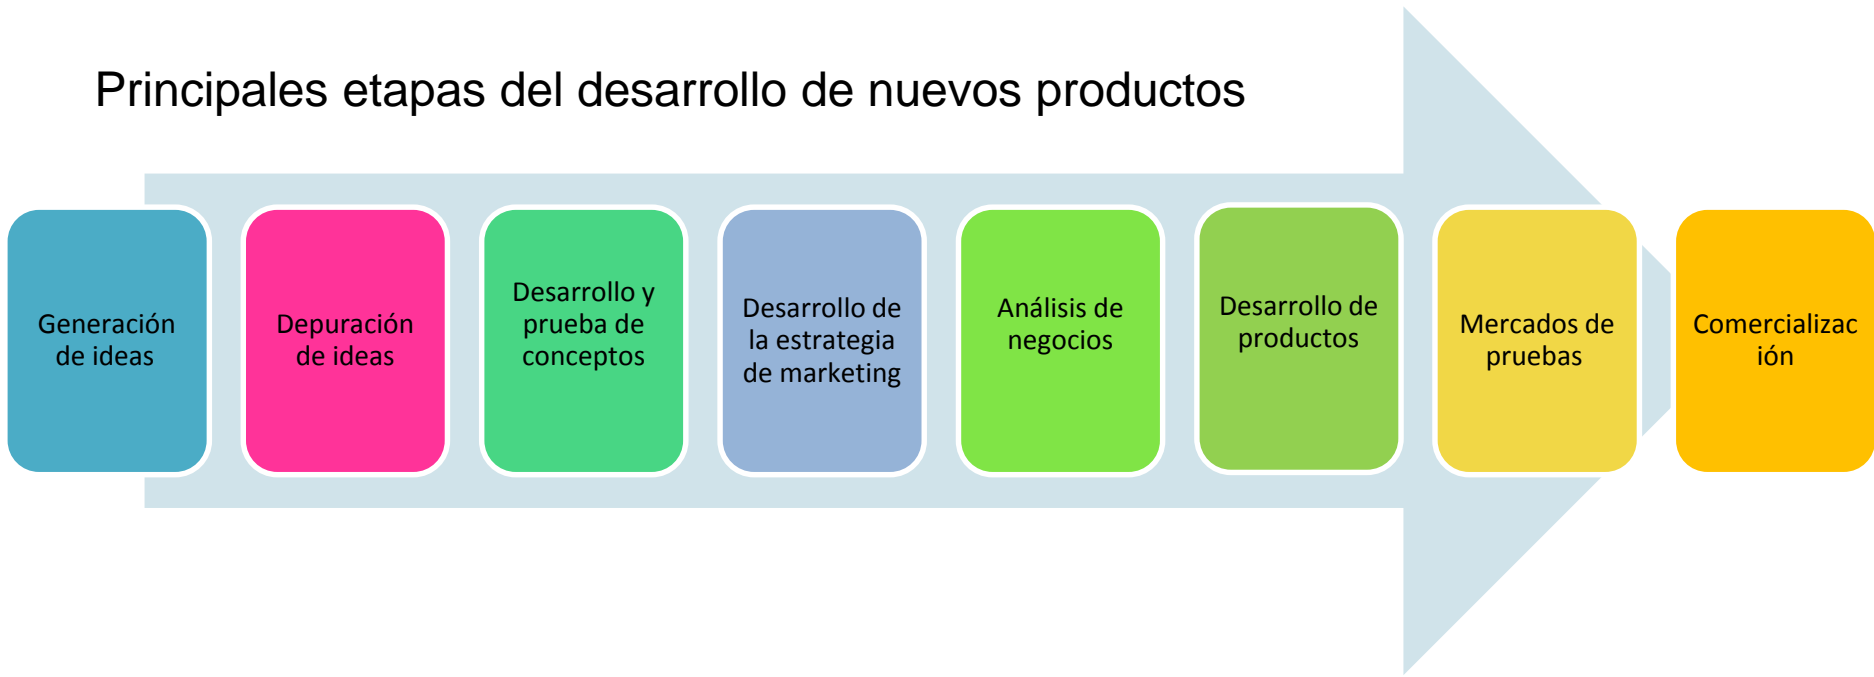 Principales etapas del desarrollo de nuevos productos
Generación
de ideas
Depuración
de ideas
Desarrollo y
prueba de
conceptos
Desarrollo de
la estrategia
de marketing
Análisis de
negocios
Desarrollo de
productos
Mercados de
pruebas
Comercializac
ión